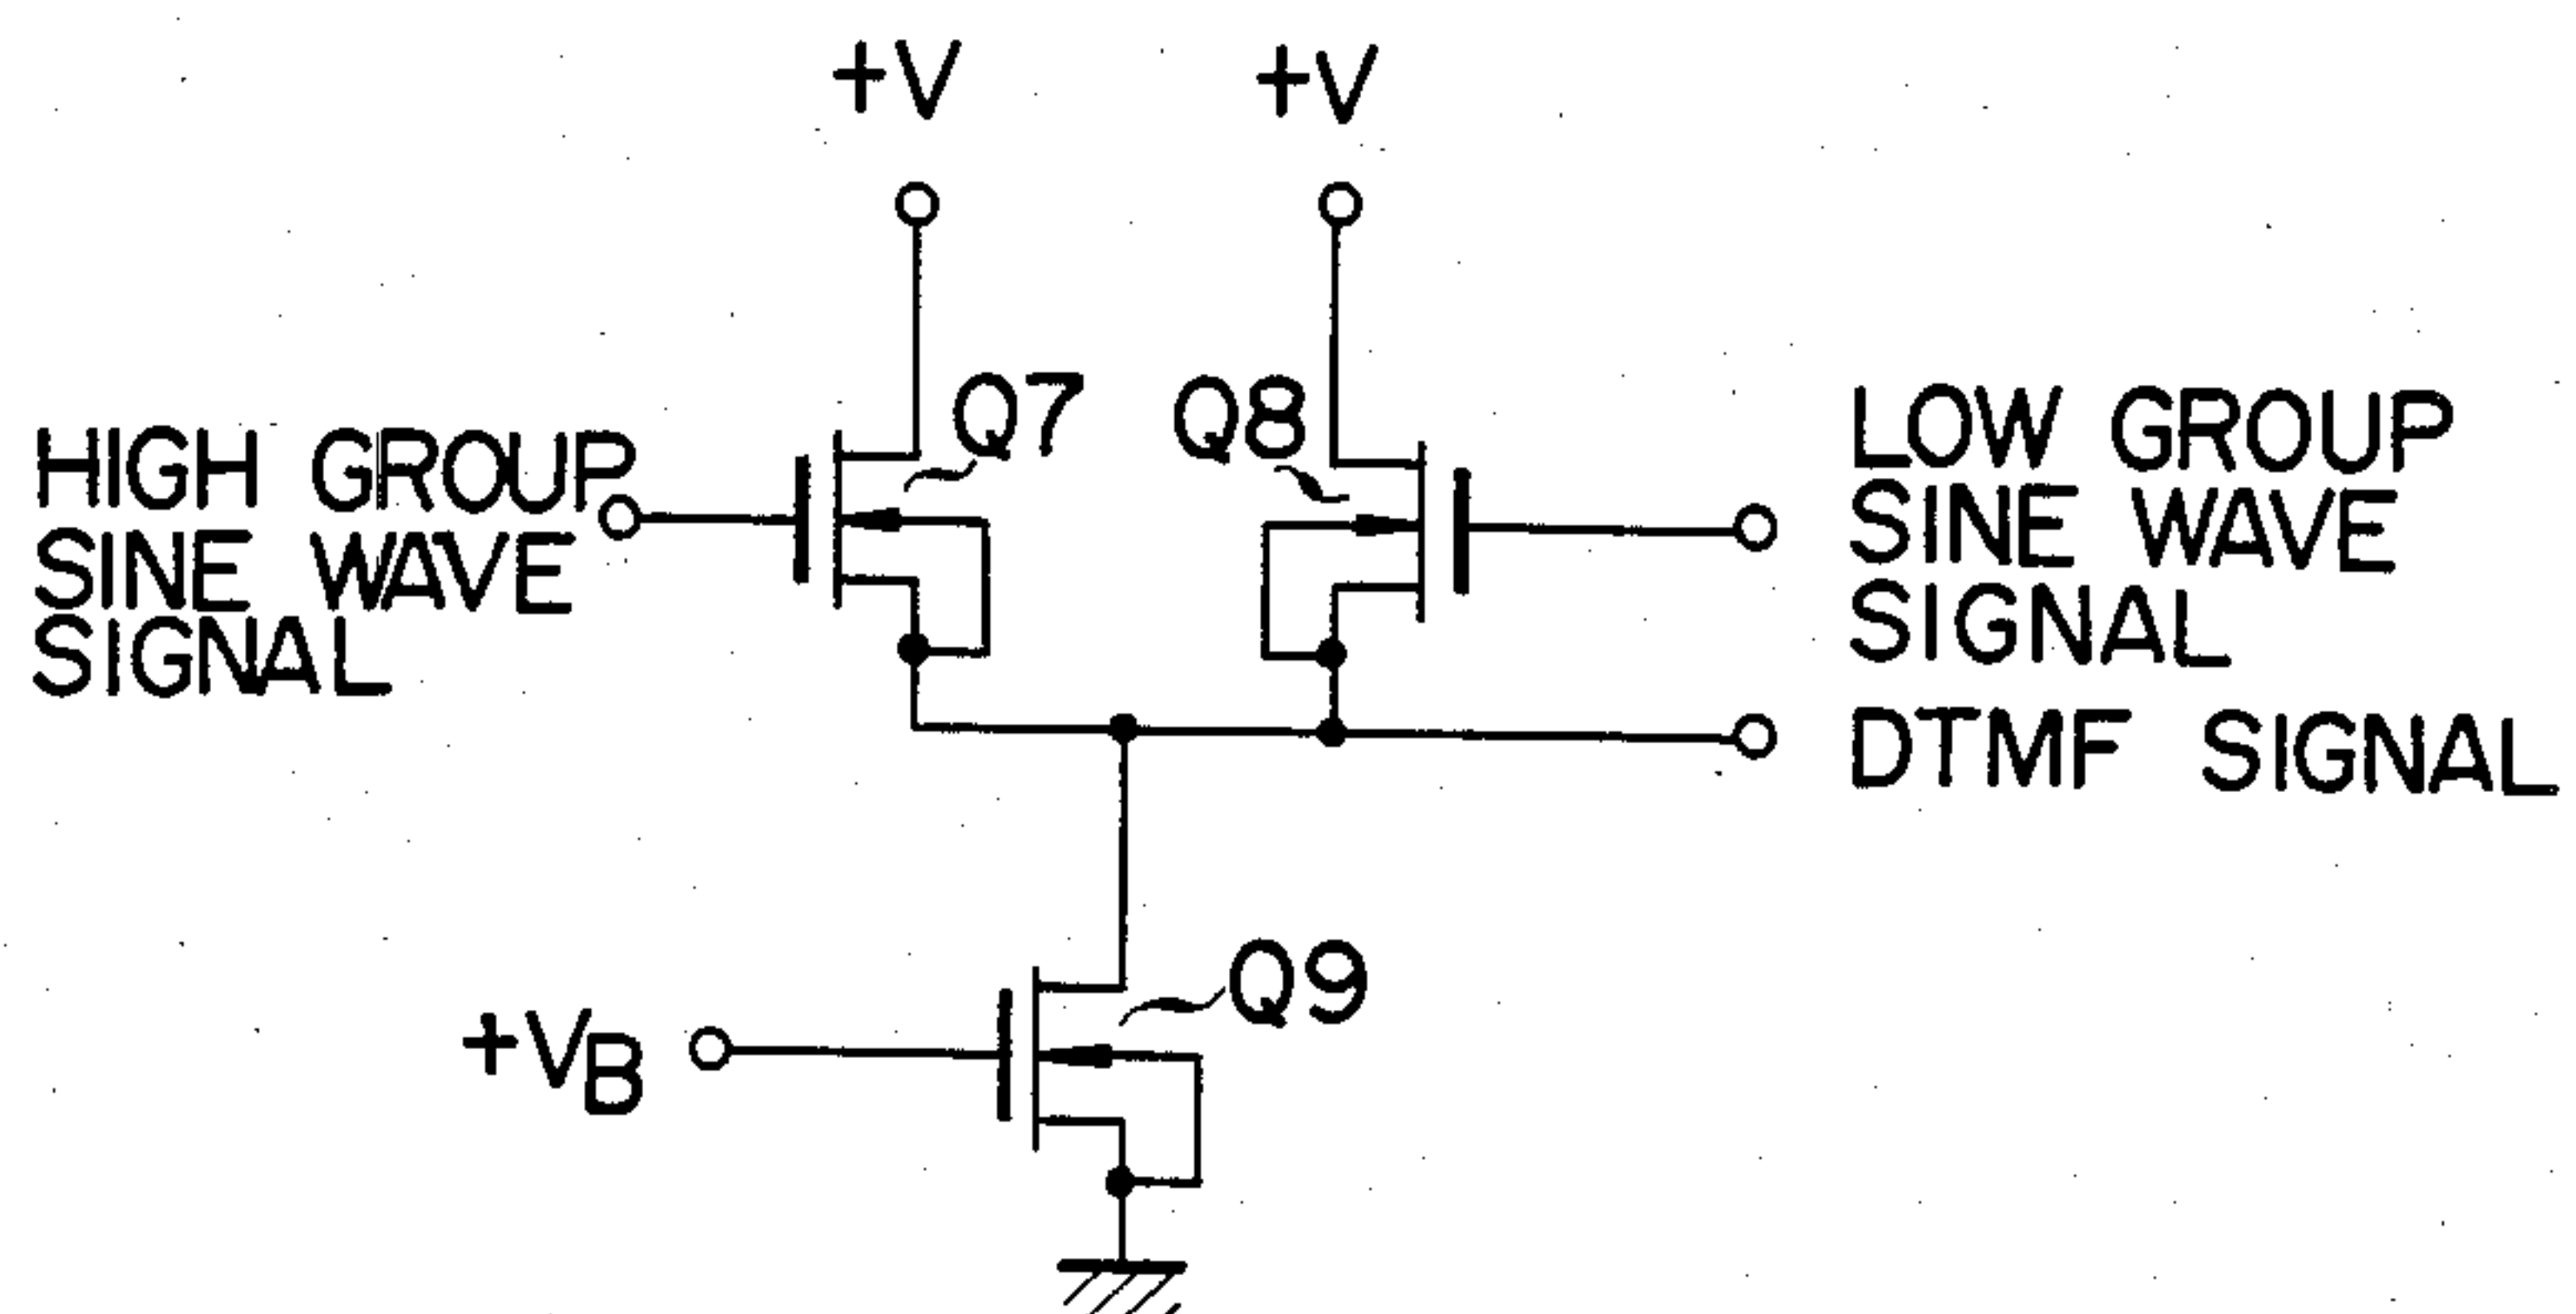 +V
+V
Q7
Q8
HIGH GROUP
SINE WAVE
SIGNAL
LOW GROUP
SINE WAVE
SIGNAL
DTMF SIGNAL
Q9
+VB